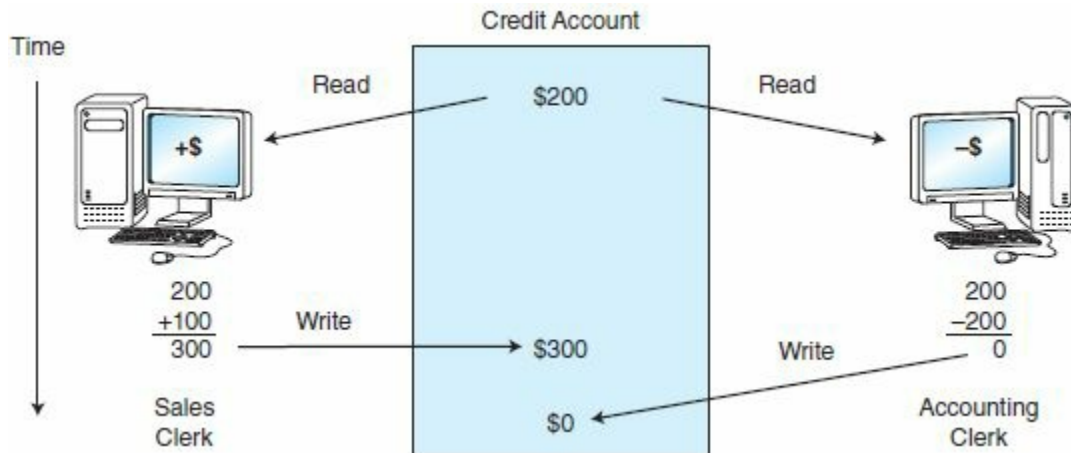 Credit Account
Time
Read
$200
Read
+$
–$
200
+100
300
Write
$300
200
–200
0
Write
$0
Sales
Clerk
Accounting
Clerk